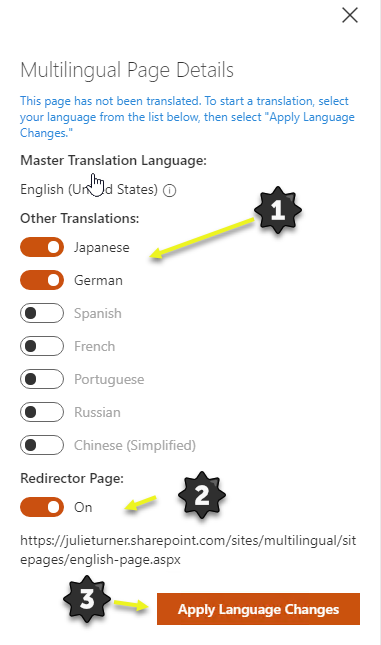 Multilingual Page Details
This page has not been translated. To start a translation, select
your language from the list below, then select "Apply Language
Changes."
Master Translation Language:
English (United States)
Other Translations:
1
Japanese
German
Spanish
French
Portuguese
Russian
Chinese (Simplified)
Redirector Page:
On
2
https://julieturner.sharepoint.com/sites/multilingual/sit
epages/english-page.aspx
3
Apply Language Changes